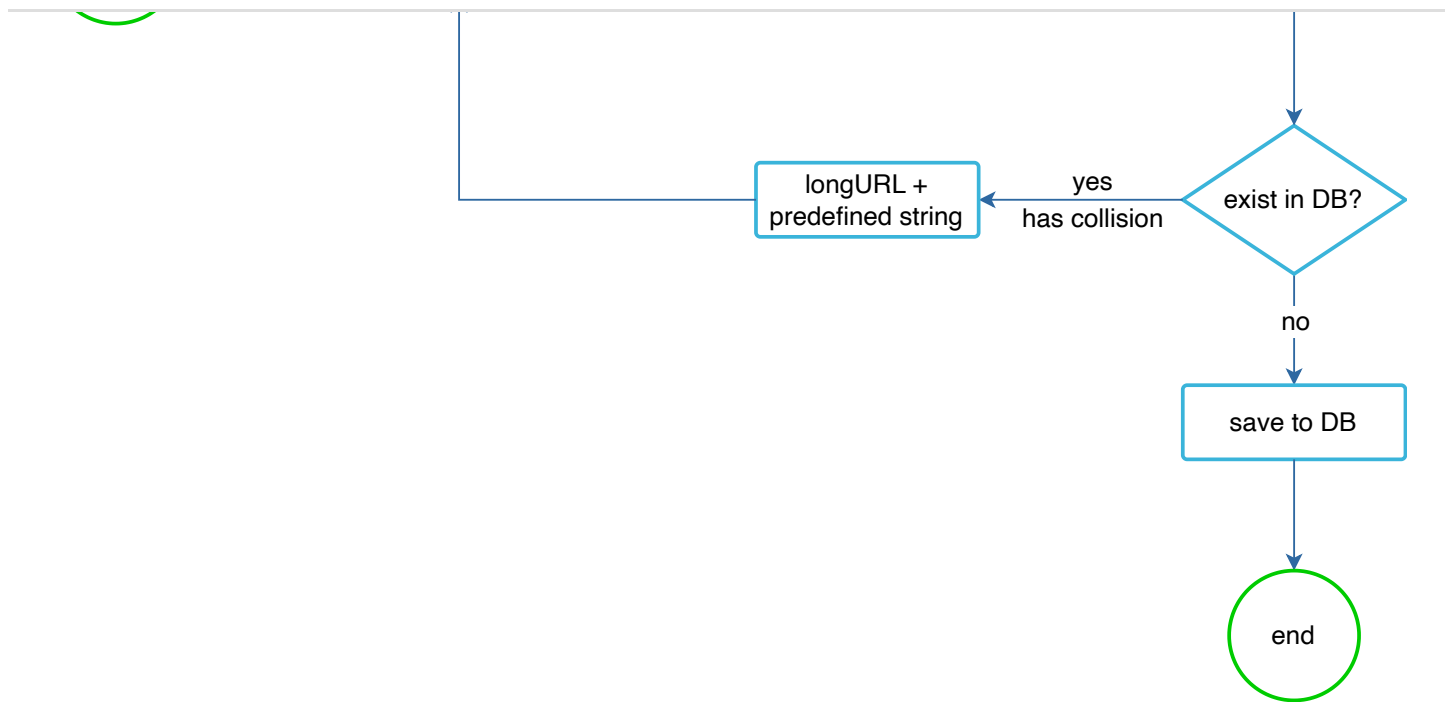 longURL +
predefined string
yes
has collision
exist in DB?
no
save to DB
end